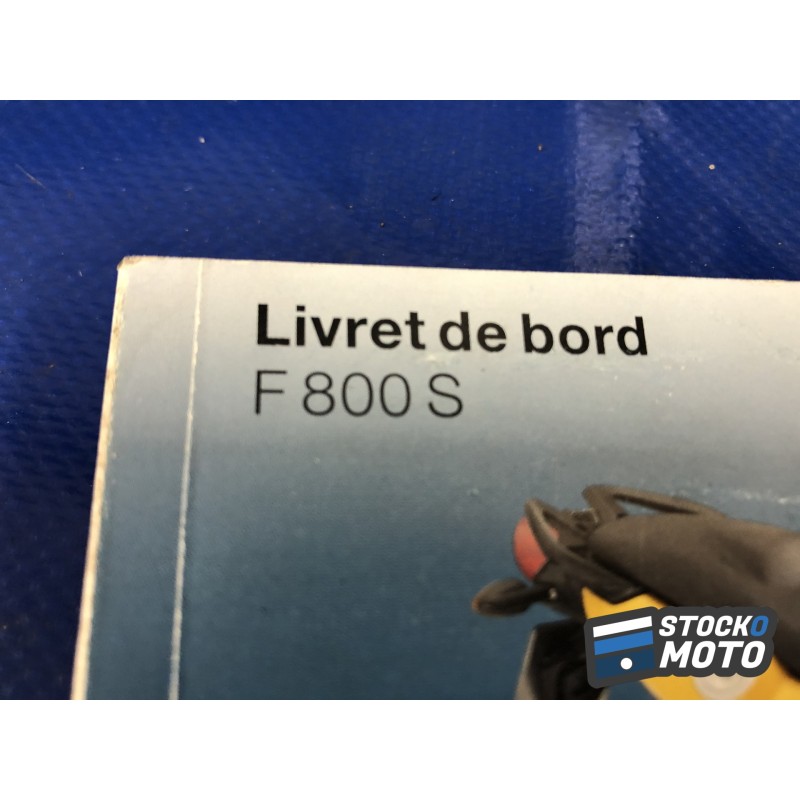 Livret de bord
F 800 S
STOCKO
MOTO